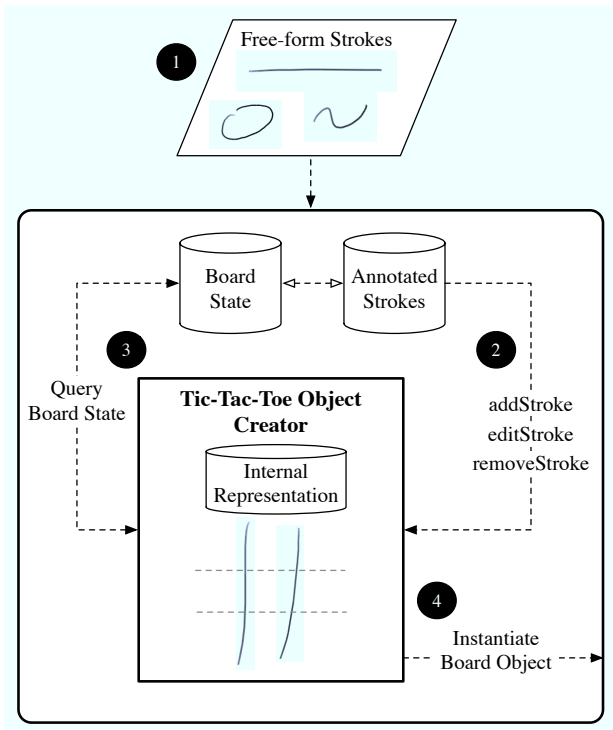 1
Free-form Strokes
Board
State
Annotated
Strokes
3
2
Query
Board State
Tic-Tac-Toe Object
Creator
Internal
Representation
addStroke
editStroke
removeStroke
4
Instantiate
Board Object